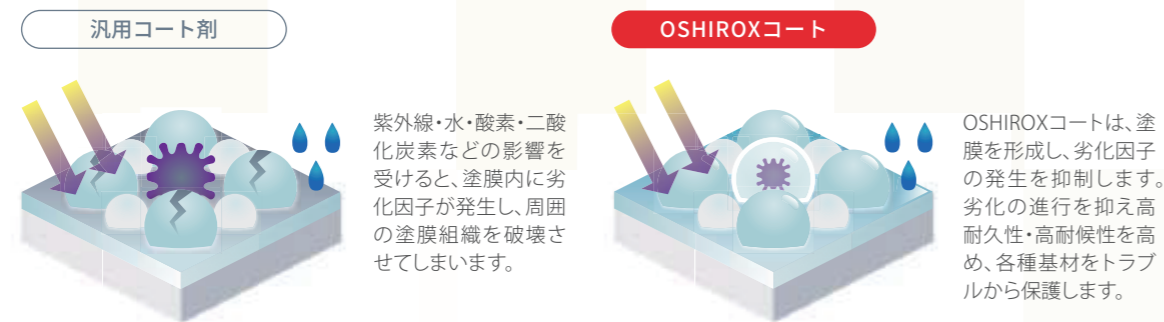 汎用コート剤
紫外線・水・酸素・二酸
化炭素などの影響を
受けると、塗膜内に劣
化因子が発生し、周囲
の塗膜組織を破壊さ
せてしまいます。
OSHIROXコート
OSHIROXコートは、塗
膜を形成し、劣化因子
の発生を抑制します。
劣化の進行を抑え高
耐久性・高耐候性を高
め、各種基材をトラブ
ルから保護します。